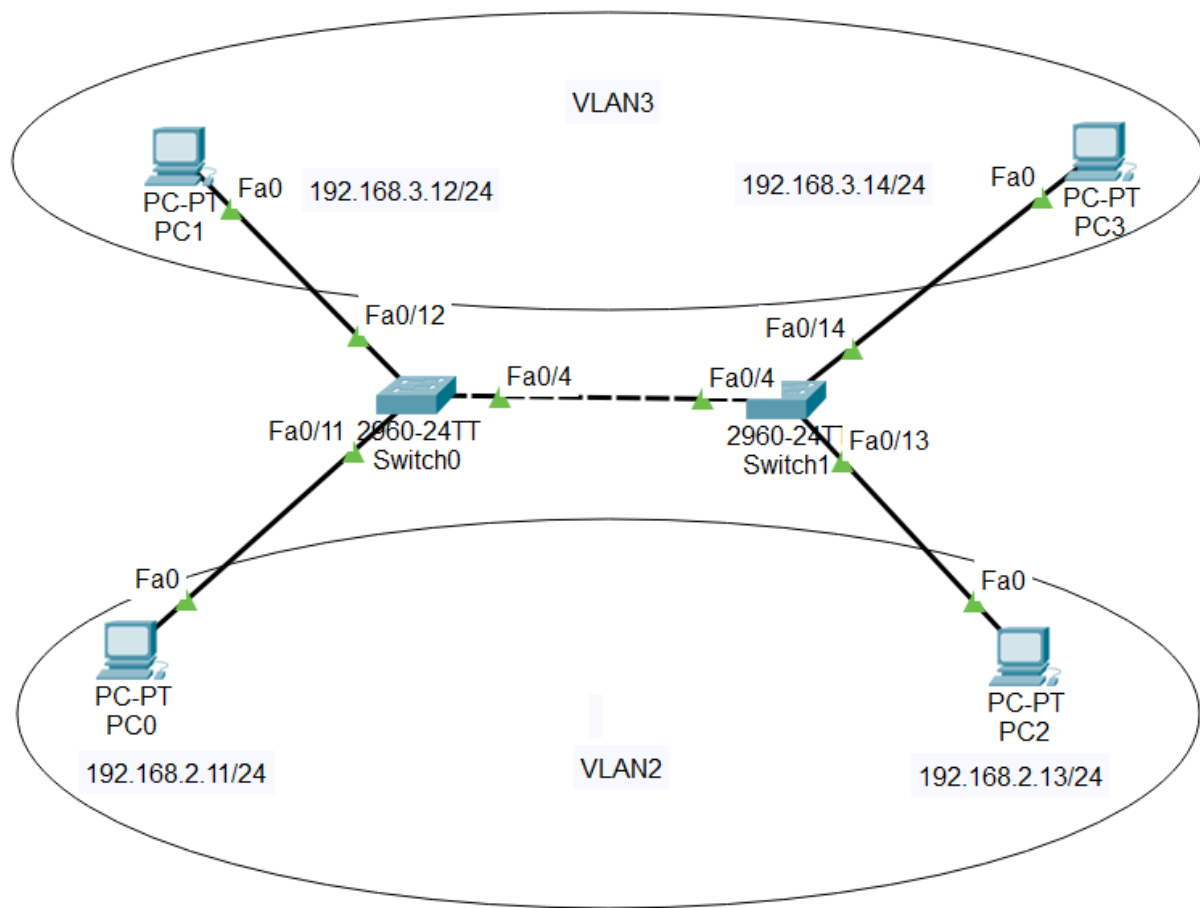 VLAN3
PC-PT
PC1
Fa0
192.168.3.12/24
192.168.3.14/24
Fa0
PC-PT
PC3
Fa0/12
Fa0/14
Fa0/4
Fa0/4
Fa0/11
2960-24TT
Switch0
2960-24T
Switch1
Fa0/13
Fa0
Fa0
PC-PT
PC0
PC-PT
PC2
192.168.2.11/24
VLAN2
192.168.2.13/24